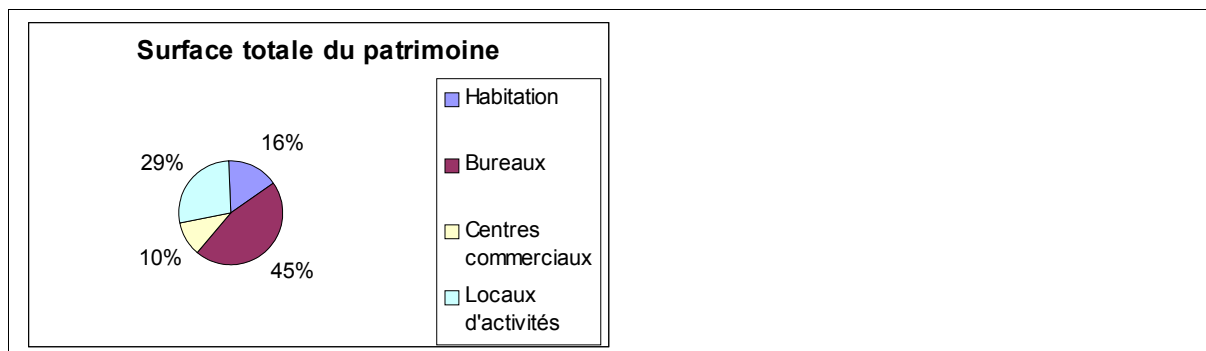 Surface totale du patrimoine
16%
29%
10%
45%
Habitation
Bureaux
Centres
commerciaux
Locaux
d'activités